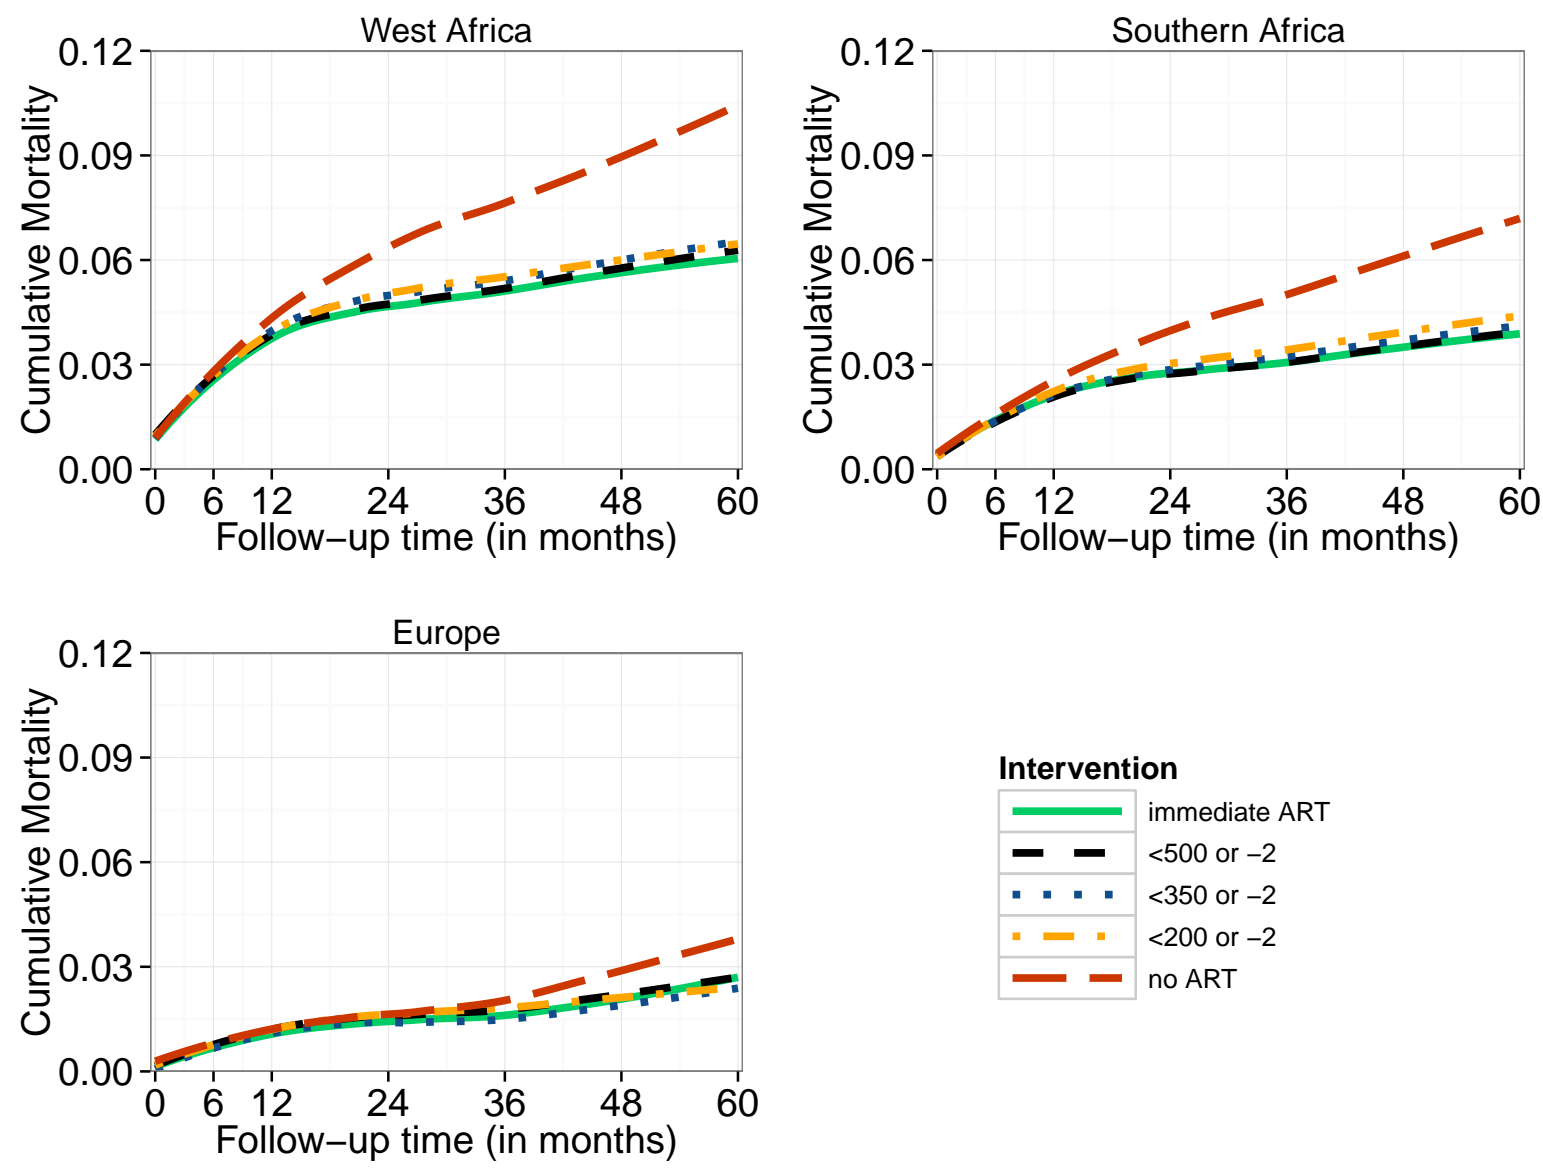 West Africa
Southern Africa
0.12
0.09
0.06
0.03
0.00
Cumulative Mortality
0 6 12 24 36 48 60
Follow−up time (in months)
0.12
0.09
0.06
0.03
0.00
Cumulative Mortality
0 6 12 24 36 48 60
Follow−up time (in months)
Europe
0.12
0.09
0.06
0.03
0.00
Cumulative Mortality
0 6 12 24 36 48 60
Follow−up time (in months)
Intervention
immediate ART
<500 or −2
<350 or −2
<200 or −2
no ART